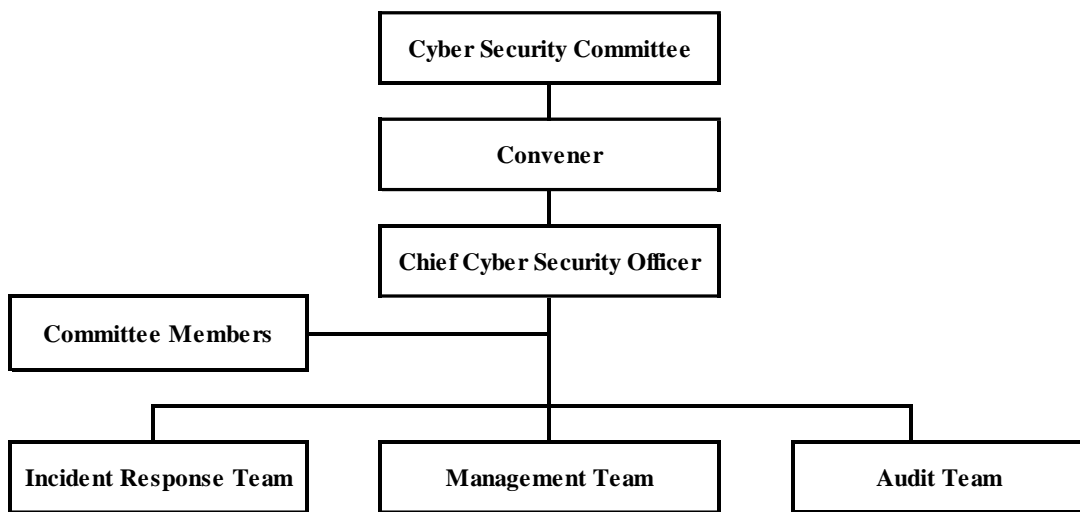 Cyber Security Committee
Convener
Chief Cyber Security Officer
Committee Members
Incident Response Team
Management Team
Audit Team